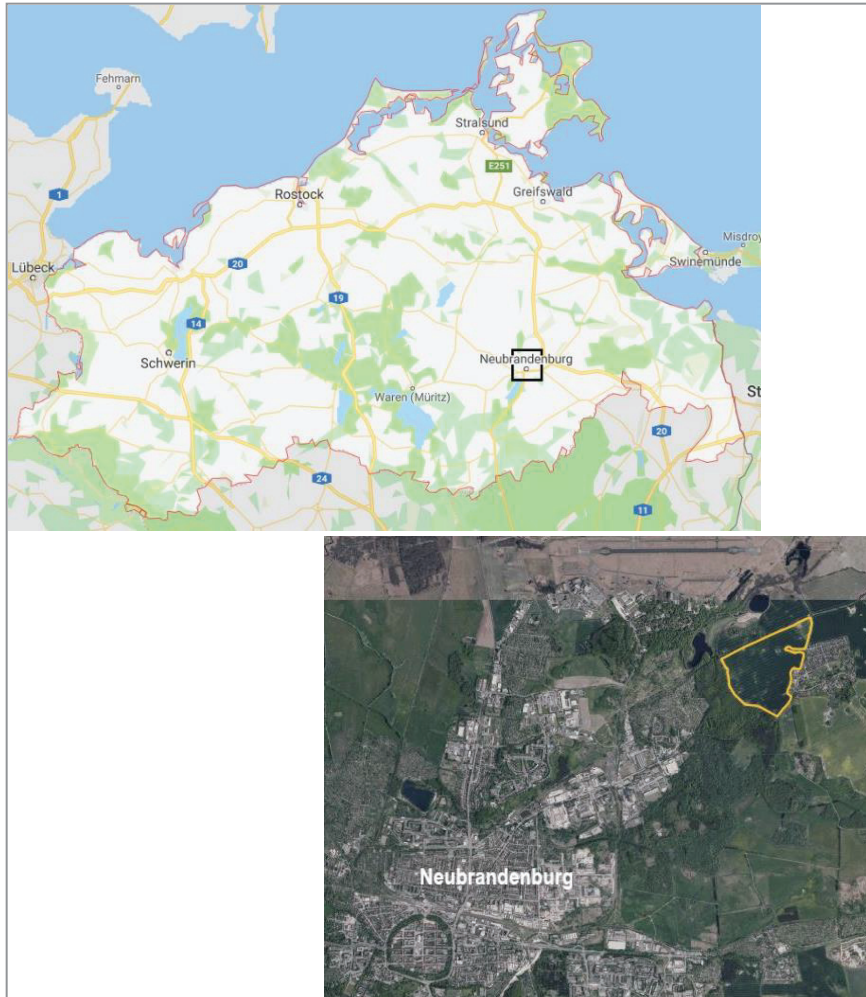 Fehmarn
Stralsund
E251
1
Rostock
Greifswald
Misdroy
Lübeck
20
Swinemünde
19
14
Schwerin
Neubrandenburg
Waren (Müritz)
St
20
24
11
Neubrandenburg